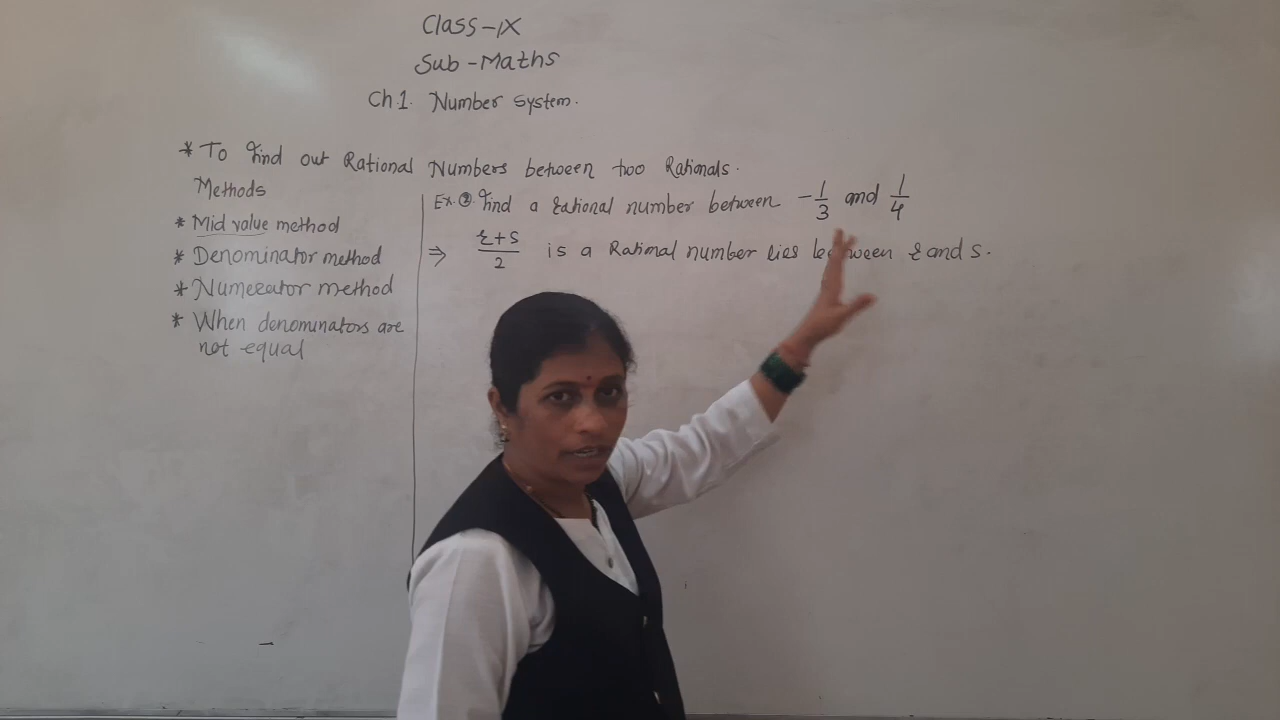 Class-IX
Sub-Maths
Ch.1. Number System.
* To find out Rational Numbers between two Rationals.
Methods
* Mid value method
* Denominator method
* Numerator method
* When denominators are
not equal
Ex. ② find a rational number between -1/3 and 1/4
⇒ r+s/2 is a Rational number lies between r and s.